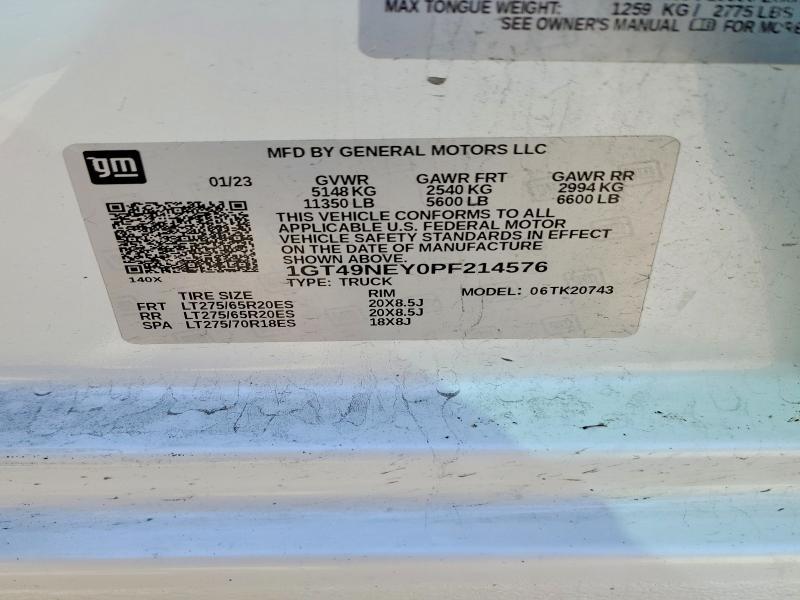 MAX TONGUE WEIGHT: 1259 KG / 2775 LBS
SEE OWNER'S MANUAL FOR MORE
gm
MFD BY GENERAL MOTORS LLC
01/23 GVWR GAWR FRT GAWR RR
5148 KG 2540 KG 2994 KG
11350 LB 5600 LB 6600 LB
THIS VEHICLE CONFORMS TO ALL
APPLICABLE U.S. FEDERAL MOTOR
VEHICLE SAFETY STANDARDS IN EFFECT
ON THE DATE OF MANUFACTURE
SHOWN ABOVE.
1GT49NEY0PF214576
140X
TYPE: TRUCK
TIRE SIZE RIM MODEL: 06TK20743
FRT LT275/65R20ES 20X8.5J
RR LT275/65R20ES 20X8.5J
SPA LT275/70R18ES 18X8J